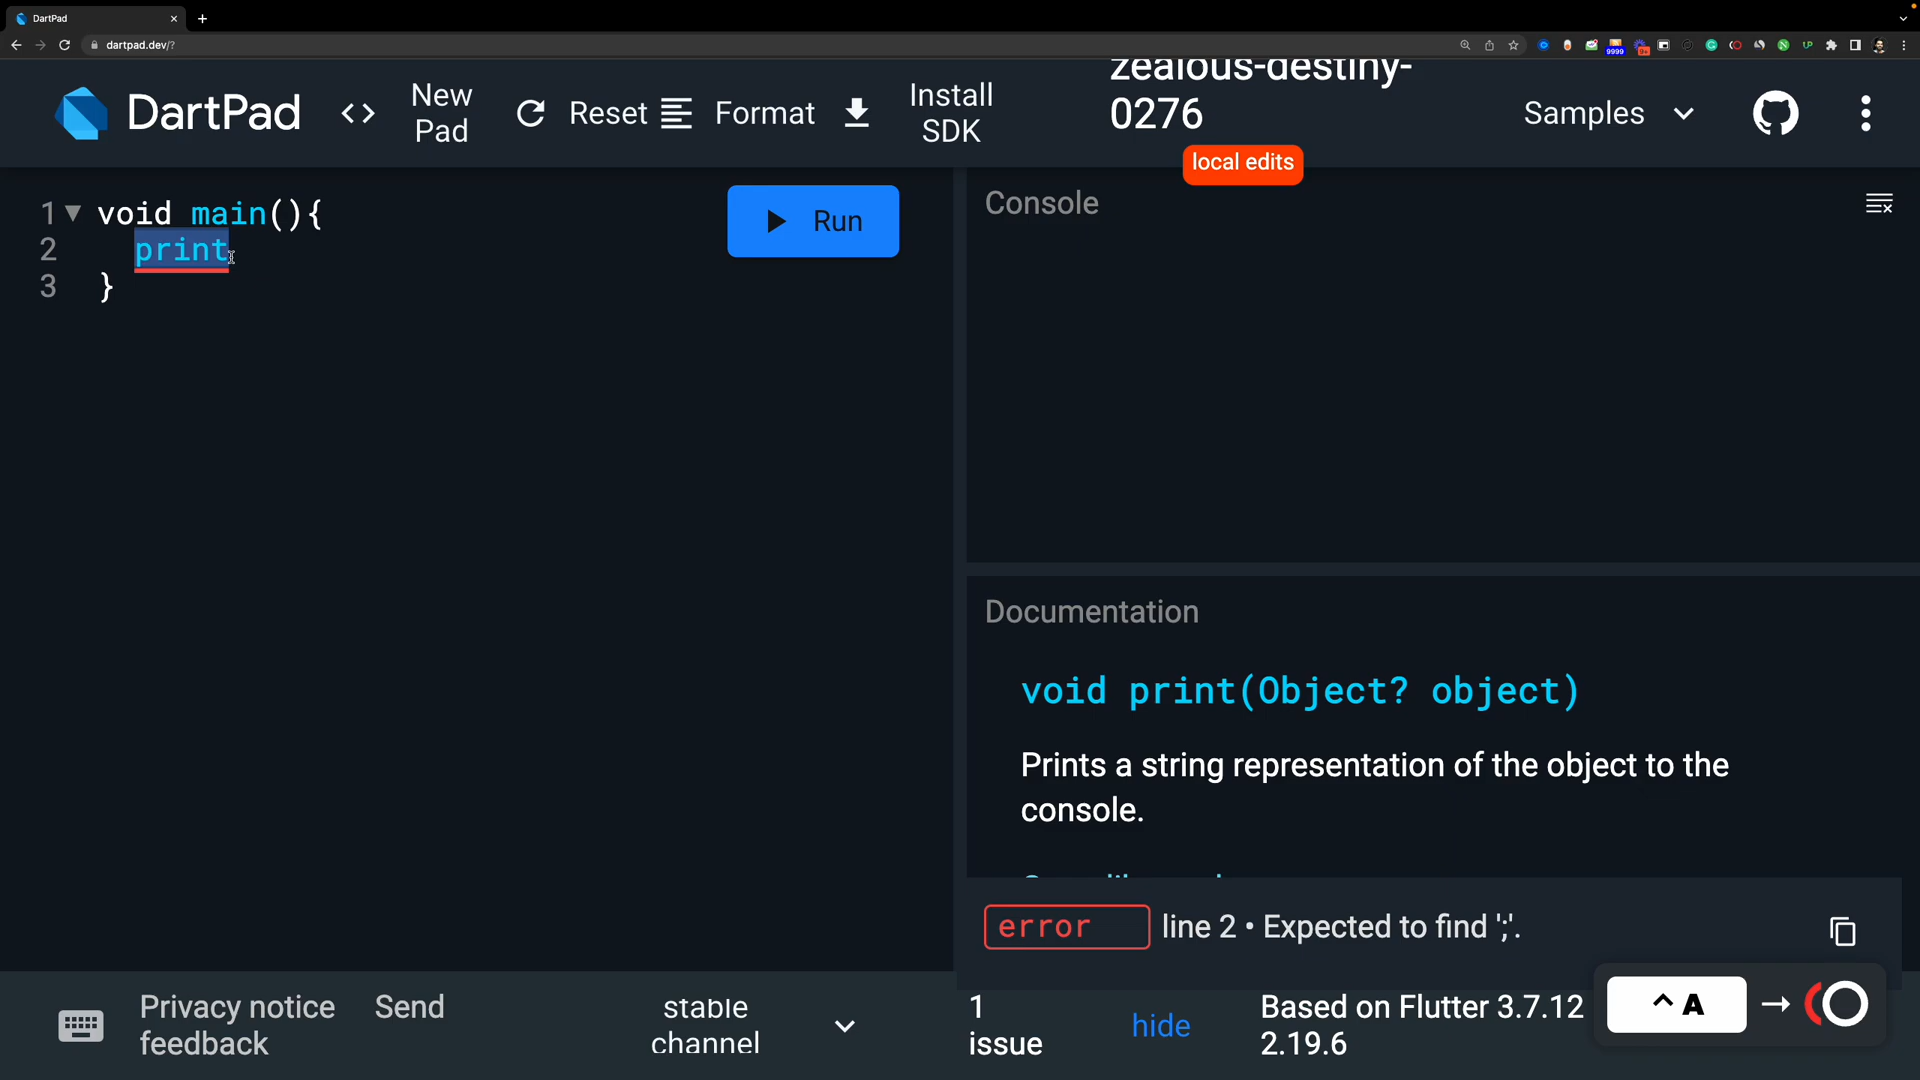 DartPad
dartpad.dev/?
9999
9+
DartPad
<> New Pad
Reset
Format
Install SDK
zealous-destiny-0276
local edits
Samples
1 void main(){
2 print
3 }
Run
Console
Documentation
void print(Object? object)
Prints a string representation of the object to the
console.
error line 2 • Expected to find ';'.
Privacy notice Send
feedback
stable
channel
1
issue
hide
Based on Flutter 3.7.12
2.19.6
^ A →